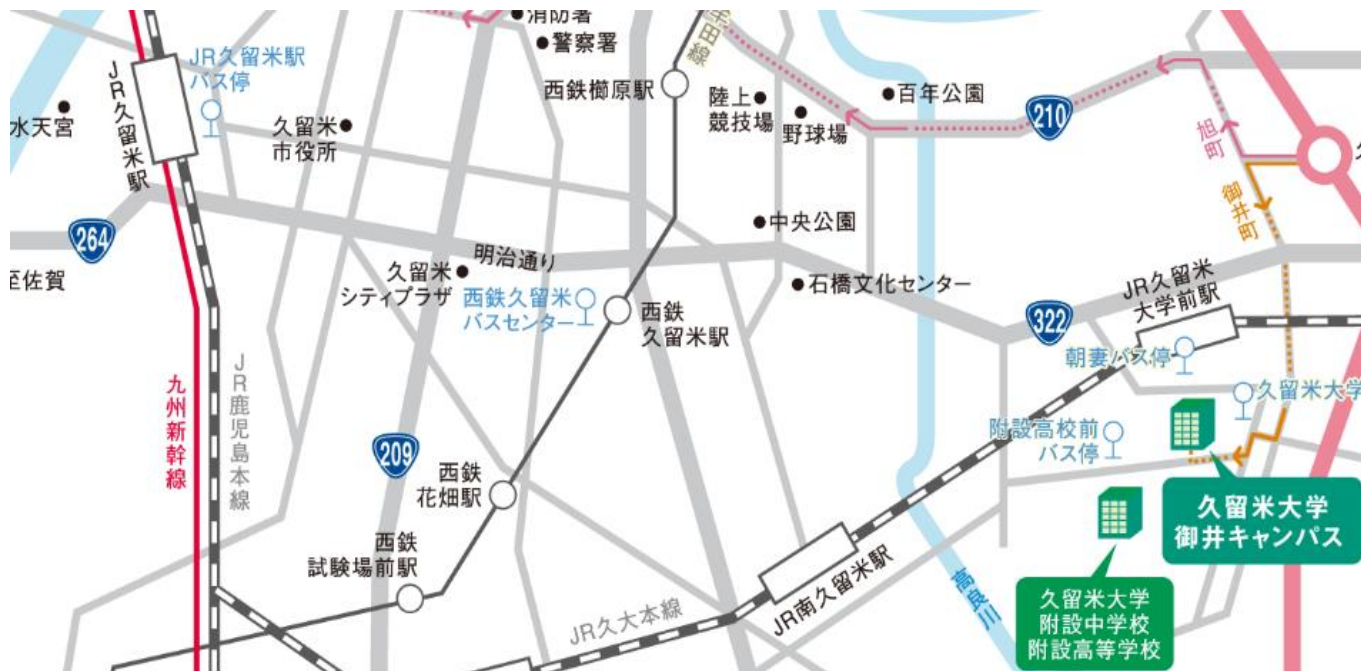 消防署
警察署
JR久留米駅
バス停
JR久留米駅
水天宮
久留米
市役所
西鉄櫛原駅
陸上
競技場
野球場
百年公園
210
旭町
御井町
264
至佐賀
明治通り
久留米
シティプラザ
西鉄久留米
バスセンター
西鉄
久留米駅
中央公園
石橋文化センター
322
JR久留米
大学前駅
朝妻バス停
久留米大学
附設高校前
バス停
九州新幹線
JR鹿児島本線
209
西鉄
花畑駅
西鉄
試験場前駅
JR久大本線
JR南久留米駅
高良川
久留米大学
御井キャンパス
久留米大学
附設中学校
附設高等学校